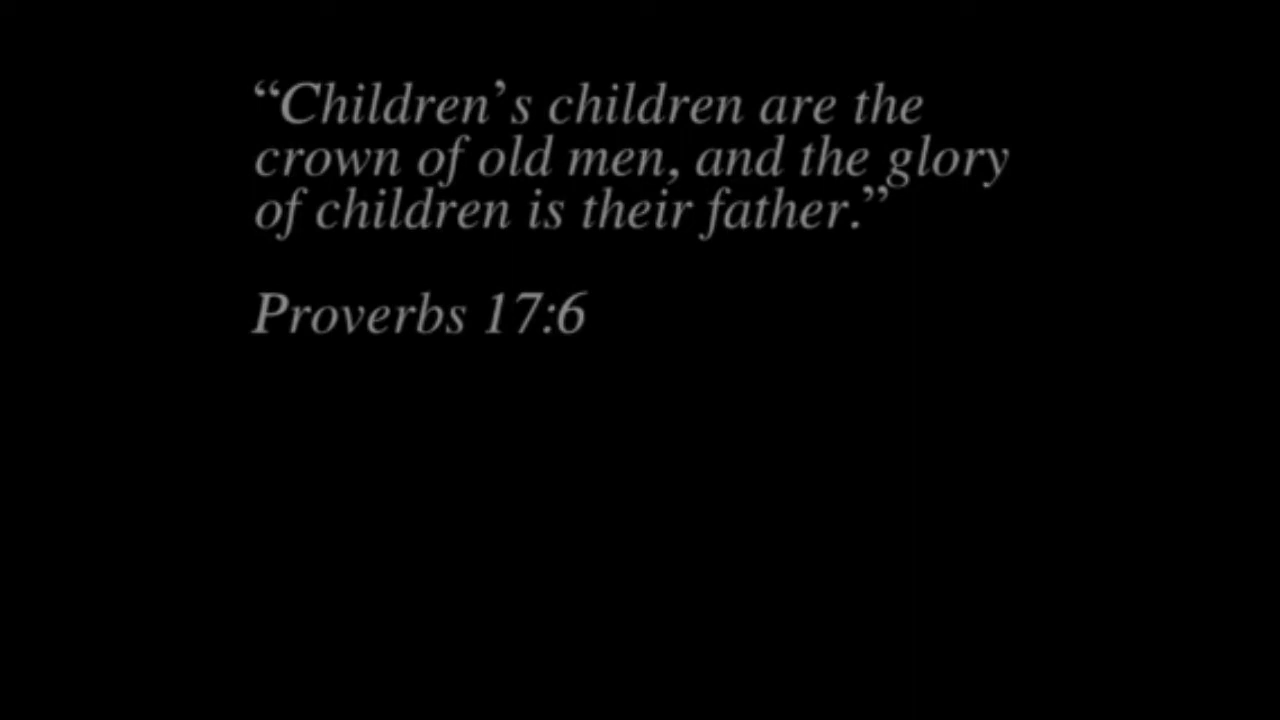 “Children’s children are the
crown of old men, and the glory
of children is their father.”
Proverbs 17:6